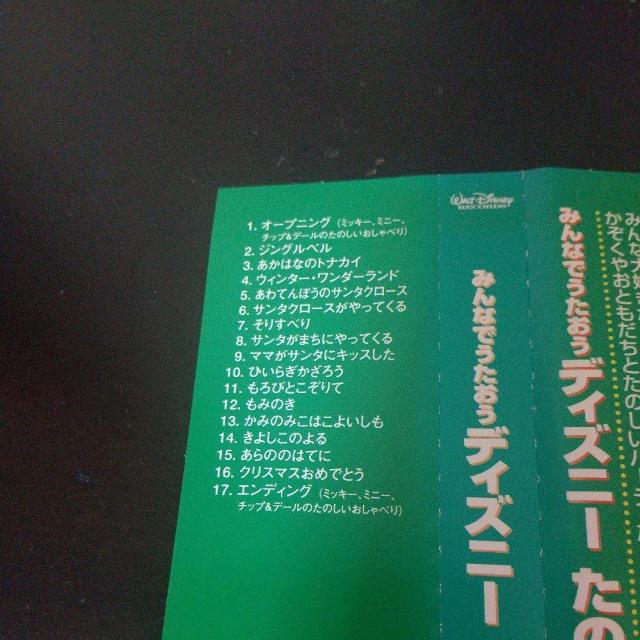 1. オープニング (ミッキー、ミニー、
チップ&デールのたのしいおしゃべり)
2. ジングルベル
3. あかはなのトナカイ
4. ウィンター・ワンダーランド
5. あわてんぼうのサンタクロース
6. サンタクロースがやってくる
7. そりすべり
8. サンタがまちにやってくる
9. ママがサンタにキッスした
10. ひいらぎかざろう
11. もろびとこぞりて
12. もみのき
13. かみのみこはこよいしも
14. きよしこのよる
15. あらののはてに
16. クリスマスおめでとう
17. エンディング (ミッキー、ミニー、
チップ&デールのたのしいおしゃべり)
WALT DISNEY
RECORDS
みんなでうたおう ディズニー
かぞくやおともだちとたのしい
みんなでうたおう ディズニー たの